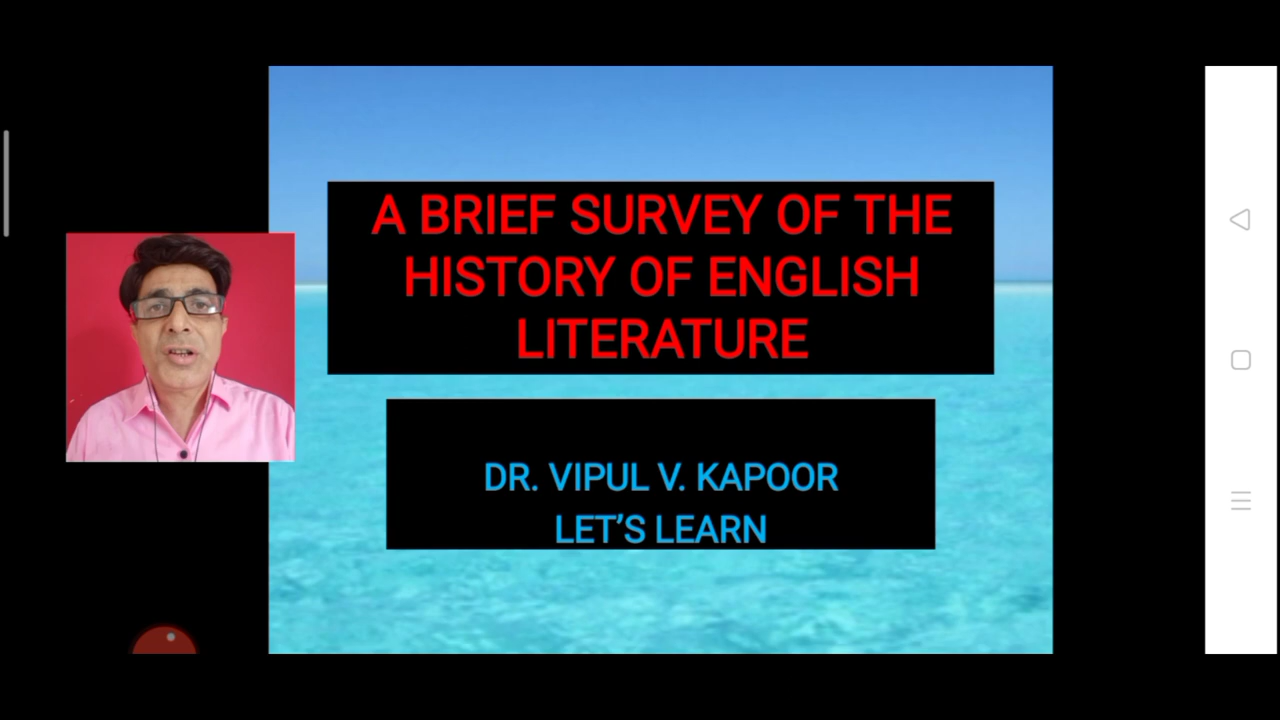 A BRIEF SURVEY OF THE
HISTORY OF ENGLISH
LITERATURE
DR. VIPUL V. KAPOOR
LET’S LEARN